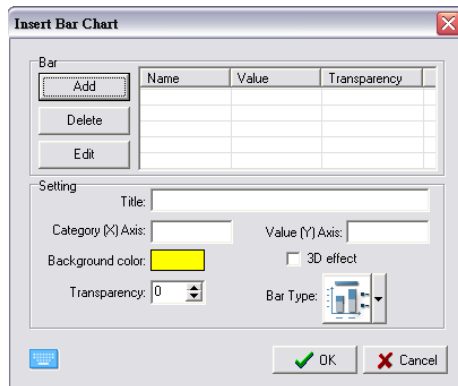 Insert Bar Chart
Bar
Add
Delete
Edit
Name Value Transparency
Setting
Title:
Category (X) Axis: Value (Y) Axis:
Background color: 3D effect
Transparency: 0 Bar Type:
OK Cancel